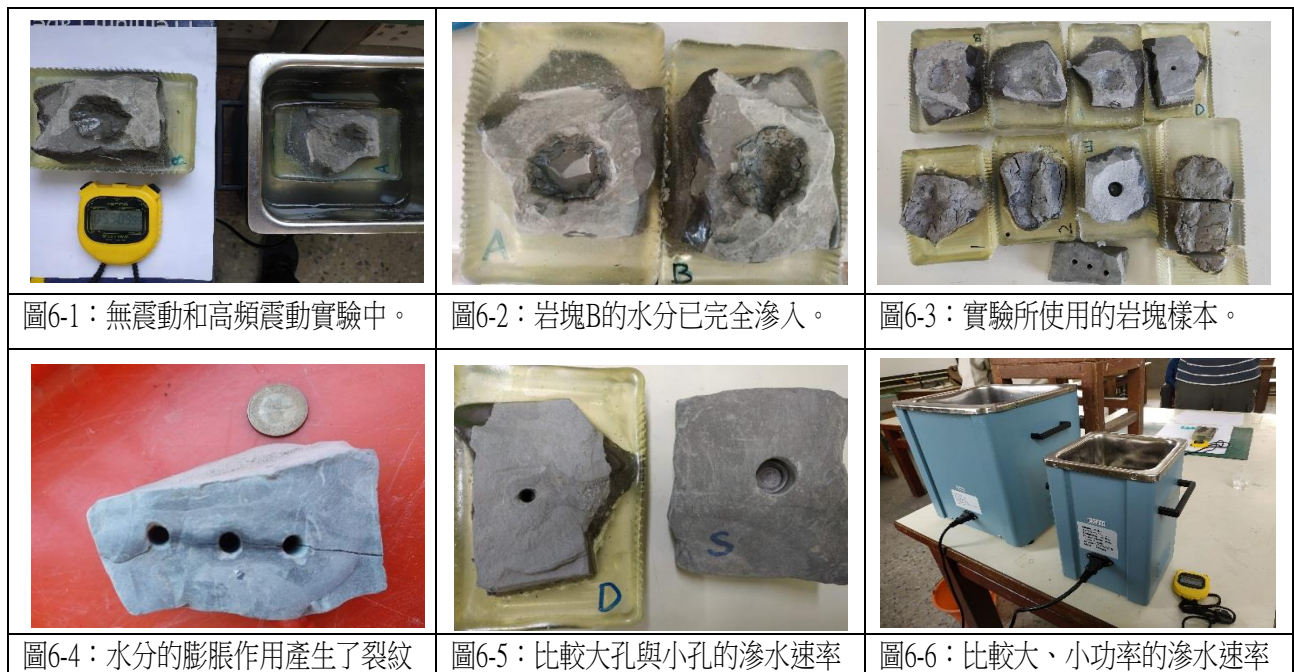 B
A
A
B
B
D
E
1
2
圖6-1：無震動和高頻震動實驗中。
圖6-2：岩塊B的水分已完全滲入。
圖6-3：實驗所使用的岩塊樣本。
D
S
圖6-4：水分的膨脹作用產生了裂紋
圖6-5：比較大孔與小孔的滲水速率
圖6-6：比較大、小功率的滲水速率